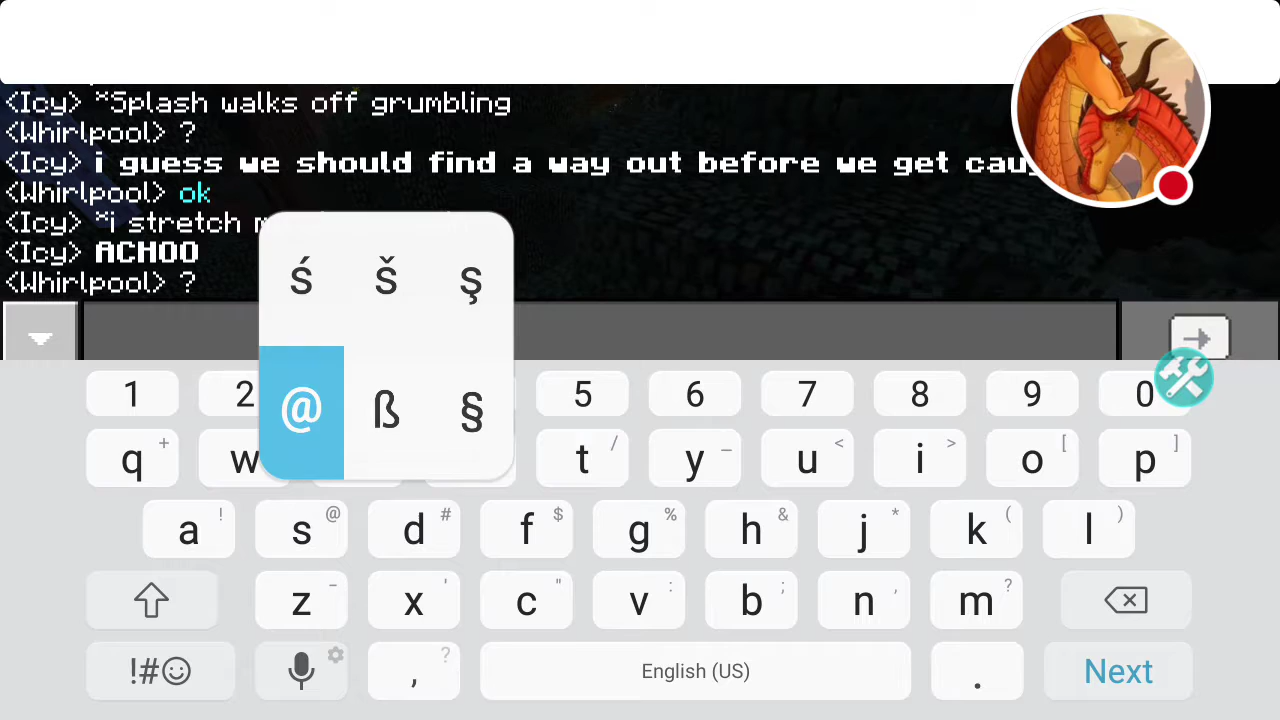 <Icy> *Splash walks off grumbling
<Whirlpool> ?
<Icy> i guess we should find a way out before we get
<Whirlpool> ok
<Icy> *i stretch
<Icy> ACHOO
<Whirlpool> ?
ś š ş
@ ß §
1 2 5 6 7 8 9 0
q + w t / y _ u < i > o [ p ]
a ! s @ d # f $ g % h & j * k ( l )
z - x ' c " v : b ; n , m ?
!#☺ , ? English (US) . Next